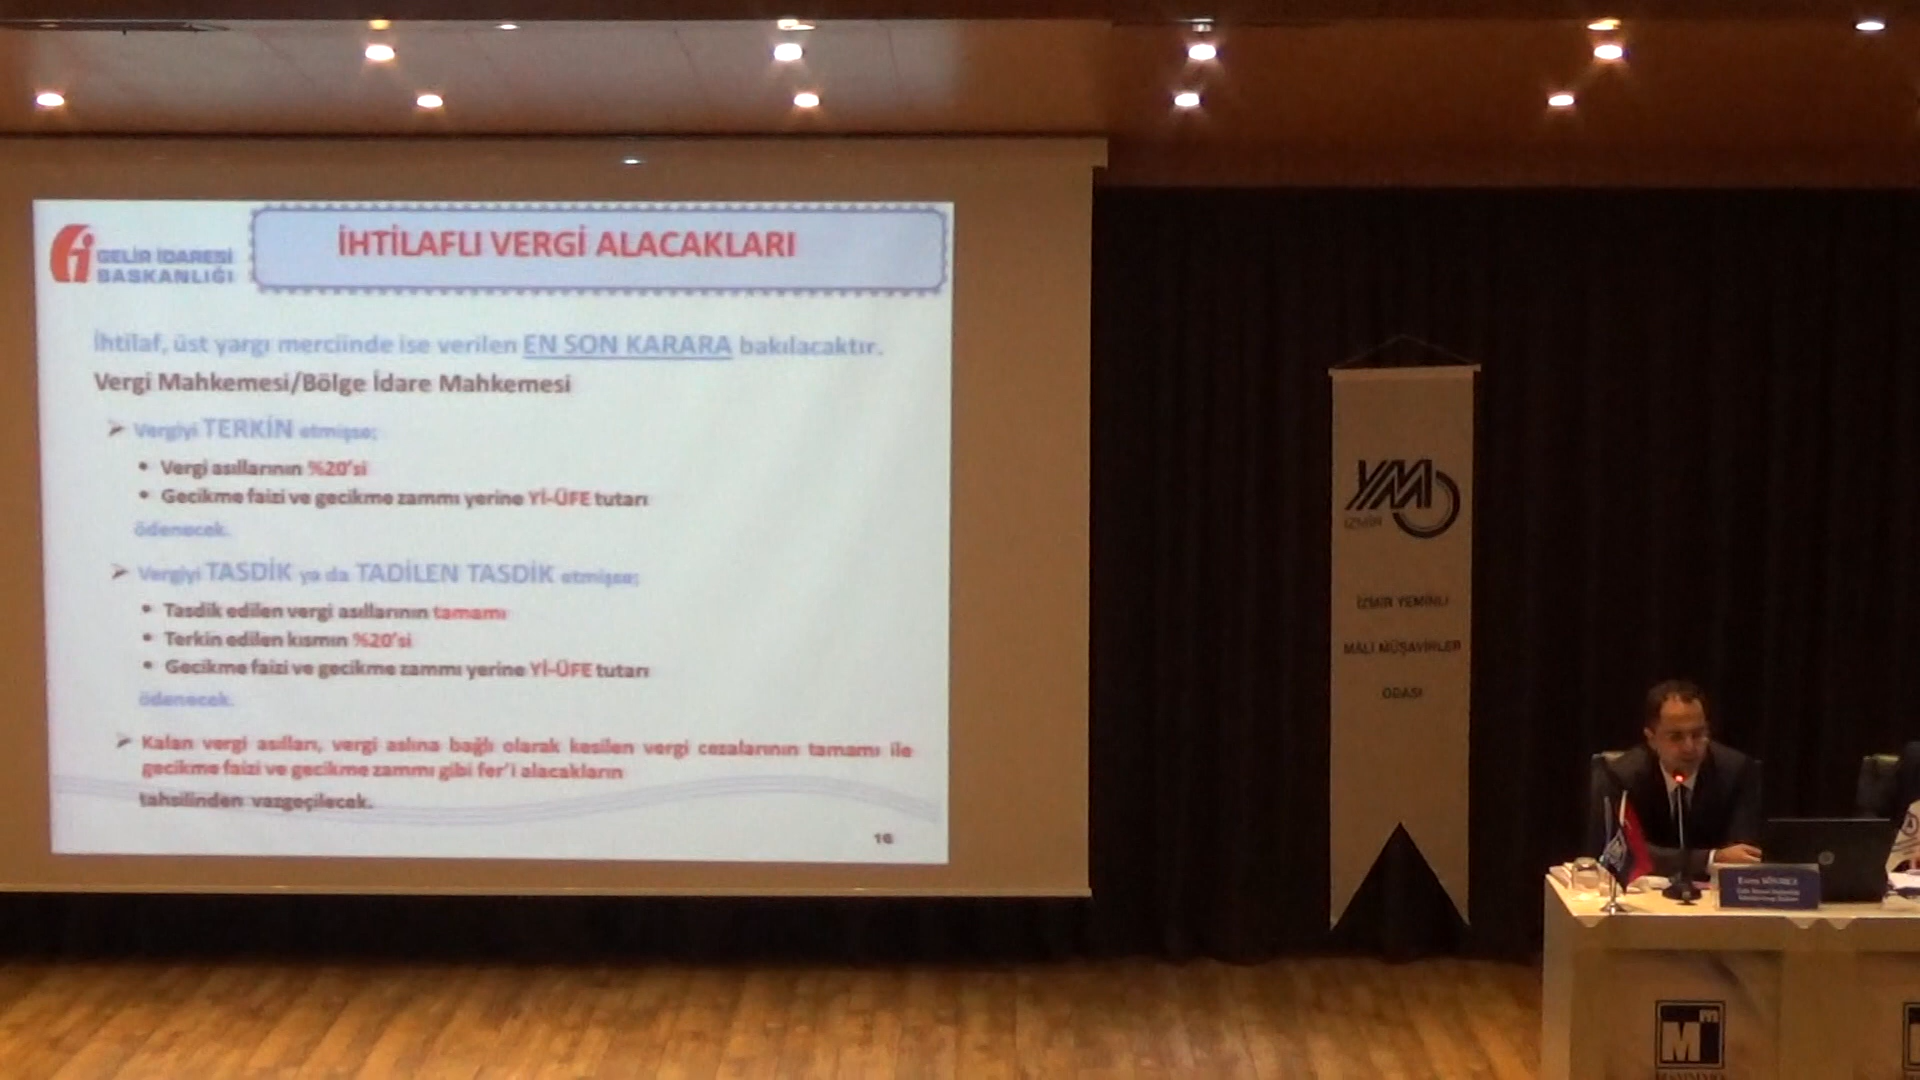 GELİR İDARESİ
BAŞKANLIĞI
İHTİLAFLI VERGİ ALACAKLARI
İhtilaf, üst yargı merciinde ise verilen EN SON KARARA bakılacaktır.
Vergi Mahkemesi/Bölge İdare Mahkemesi
➢ Vergiyi TERKİN etmişse;
• Vergi asıllarının %20'si
• Gecikme faizi ve gecikme zammı yerine Yİ-ÜFE tutarı
ödenecek.
➢ Vergiyi TASDİK ya da TADİLEN TASDİK etmişse;
• Tasdik edilen vergi asıllarının tamamı
• Terkin edilen kısmın %20'si
• Gecikme faizi ve gecikme zammı yerine Yİ-ÜFE tutarı
ödenecek.
➢ Kalan vergi asılları, vergi aslına bağlı olarak kesilen vergi cezalarının tamamı ile
gecikme faizi ve gecikme zammı gibi fer'i alacakların
tahsilinden vazgeçilecek.
16
YMM
İZMİR
İZMİR YEMİNLİ
MALİ MÜŞAVİRLER
ODASI